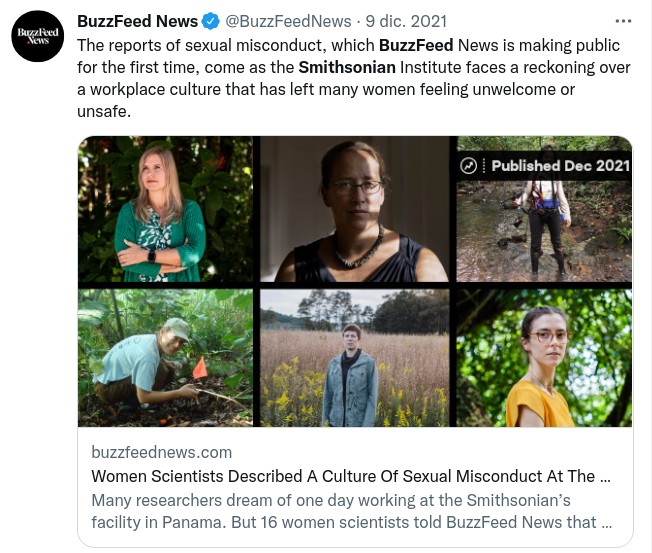 BuzzFeed News
BuzzFeed News @BuzzFeedNews · 9 dic. 2021
The reports of sexual misconduct, which BuzzFeed News is making public
for the first time, come as the Smithsonian Institute faces a reckoning over
a workplace culture that has left many women feeling unwelcome or
unsafe.
Published Dec 2021
buzzfeednews.com
Women Scientists Described A Culture Of Sexual Misconduct At The ...
Many researchers dream of one day working at the Smithsonian's
facility in Panama. But 16 women scientists told BuzzFeed News that ...